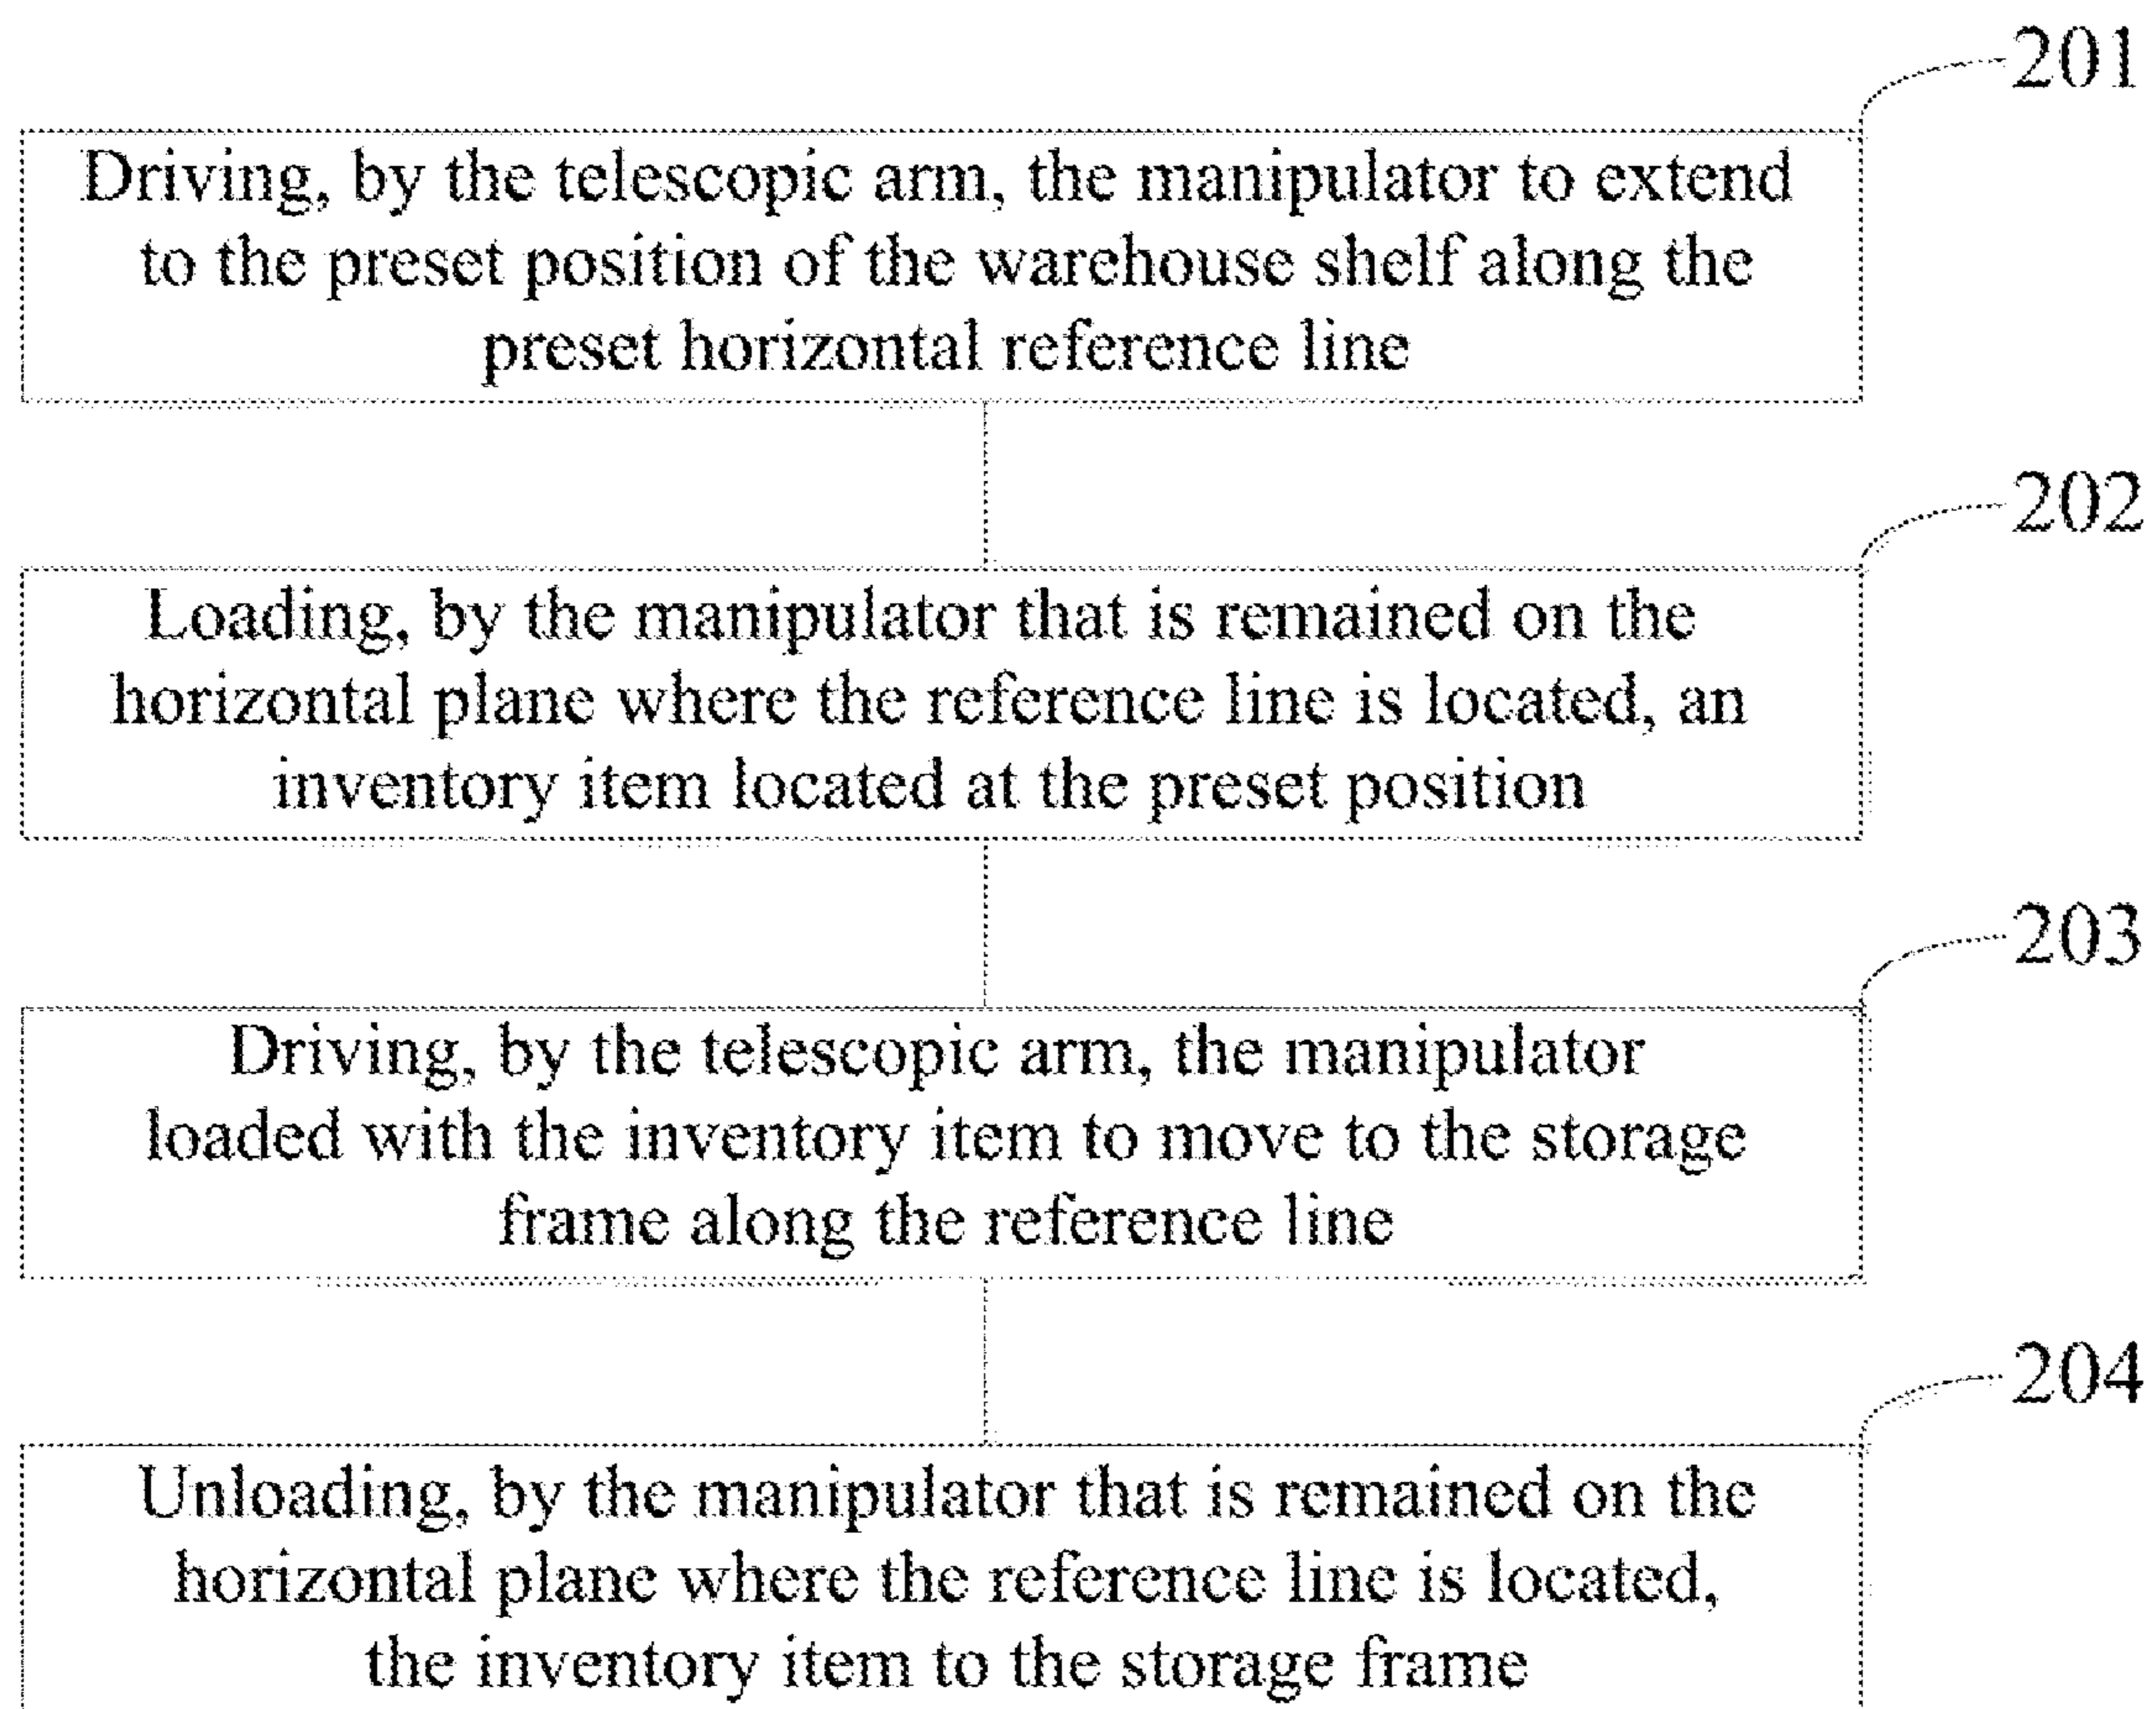 201
Driving, by the telescopic arm, the manipulator to extend
to the preset position of the warehouse shelf along the
preset horizontal reference line
202
Loading, by the manipulator that is remained on the
horizontal plane where the reference line is located, an
inventory item located at the preset position
203
Driving, by the telescopic arm, the manipulator
loaded with the inventory item to move to the storage
frame along the reference line
204
Unloading, by the manipulator that is remained on the
horizontal plane where the reference line is located,
the inventory item to the storage frame